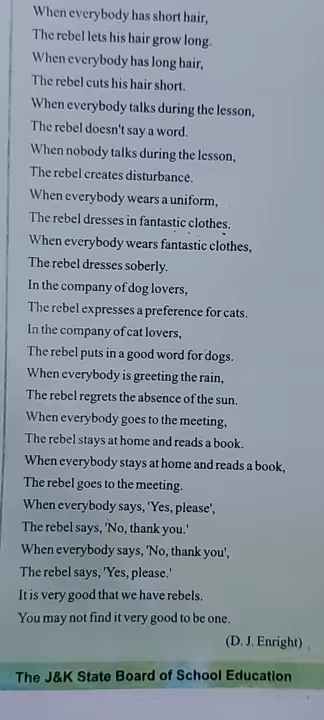 When everybody has short hair,
The rebel lets his hair grow long.
When everybody has long hair,
The rebel cuts his hair short.
When everybody talks during the lesson,
The rebel doesn't say a word.
When nobody talks during the lesson,
The rebel creates disturbance.
When everybody wears a uniform,
The rebel dresses in fantastic clothes.
When everybody wears fantastic clothes,
The rebel dresses soberly.
In the company of dog lovers,
The rebel expresses a preference for cats.
In the company of cat lovers,
The rebel puts in a good word for dogs.
When everybody is greeting the rain,
The rebel regrets the absence of the sun.
When everybody goes to the meeting,
The rebel stays at home and reads a book.
When everybody stays at home and reads a book,
The rebel goes to the meeting.
When everybody says, 'Yes, please',
The rebel says, 'No, thank you.'
When everybody says, 'No, thank you',
The rebel says, 'Yes, please.'
It is very good that we have rebels.
You may not find it very good to be one.
(D. J. Enright)
The J&K State Board of School Education